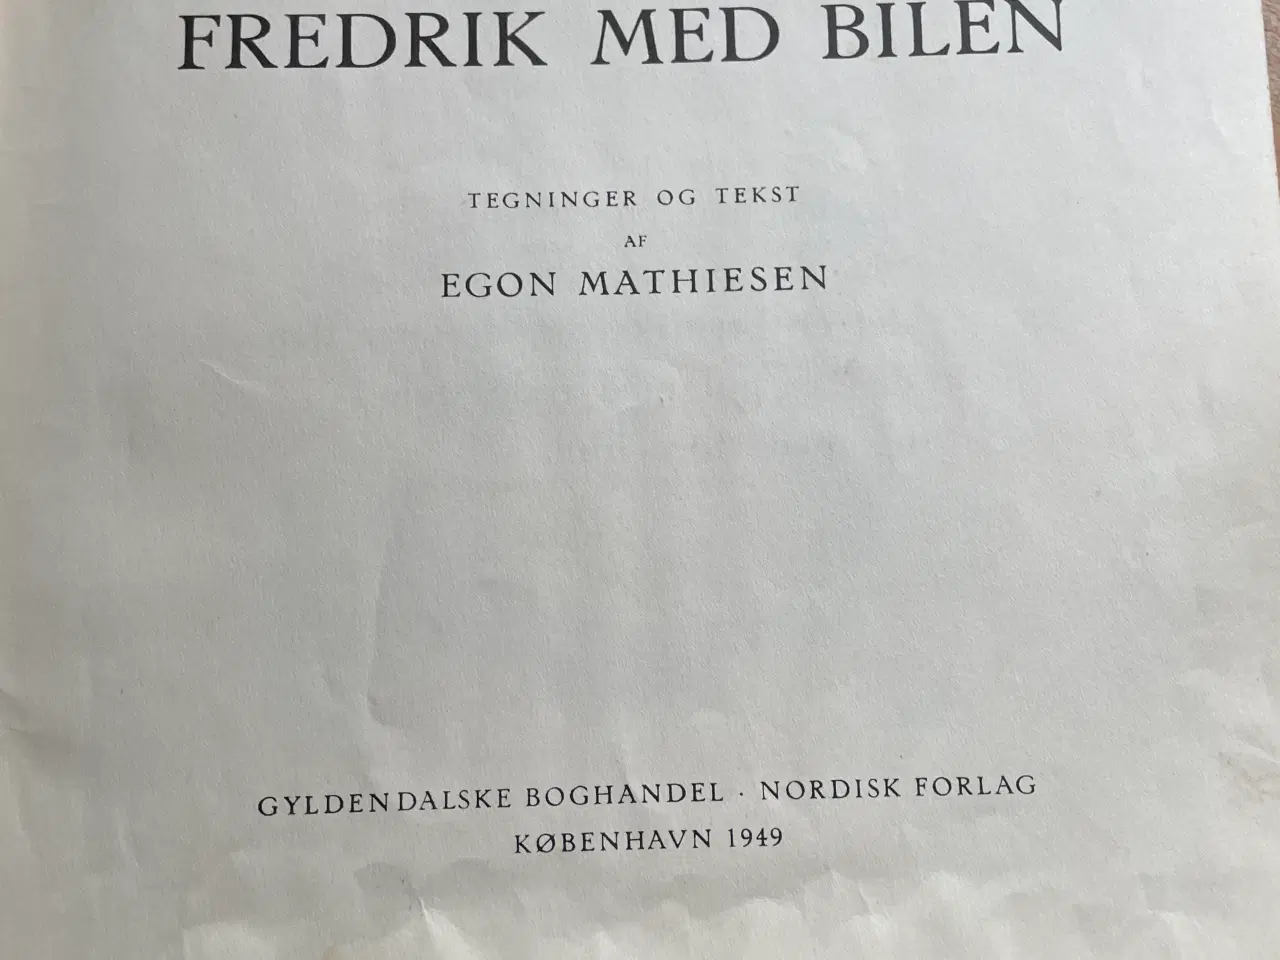 FREDRIK MED BILEN
TEGNINGER OG TEKST
AF
EGON MATHIESEN
GYLDENDALSKE BOGHANDEL · NORDISK FORLAG
KØBENHAVN 1949